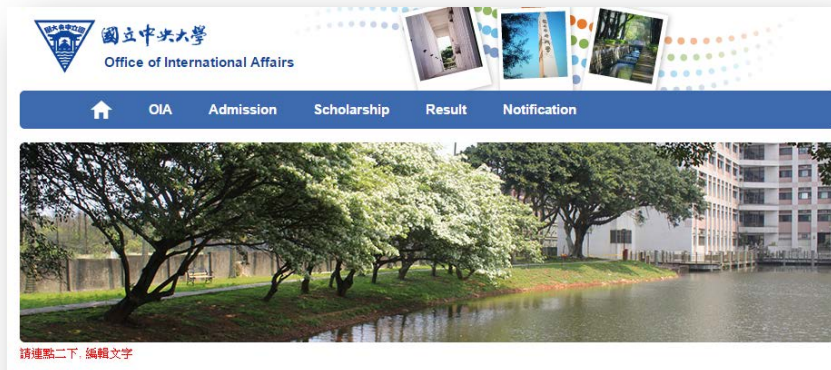 國立中央大學
Office of International Affairs
OIA Admission Scholarship Result Notification
請連點二下, 編輯文字